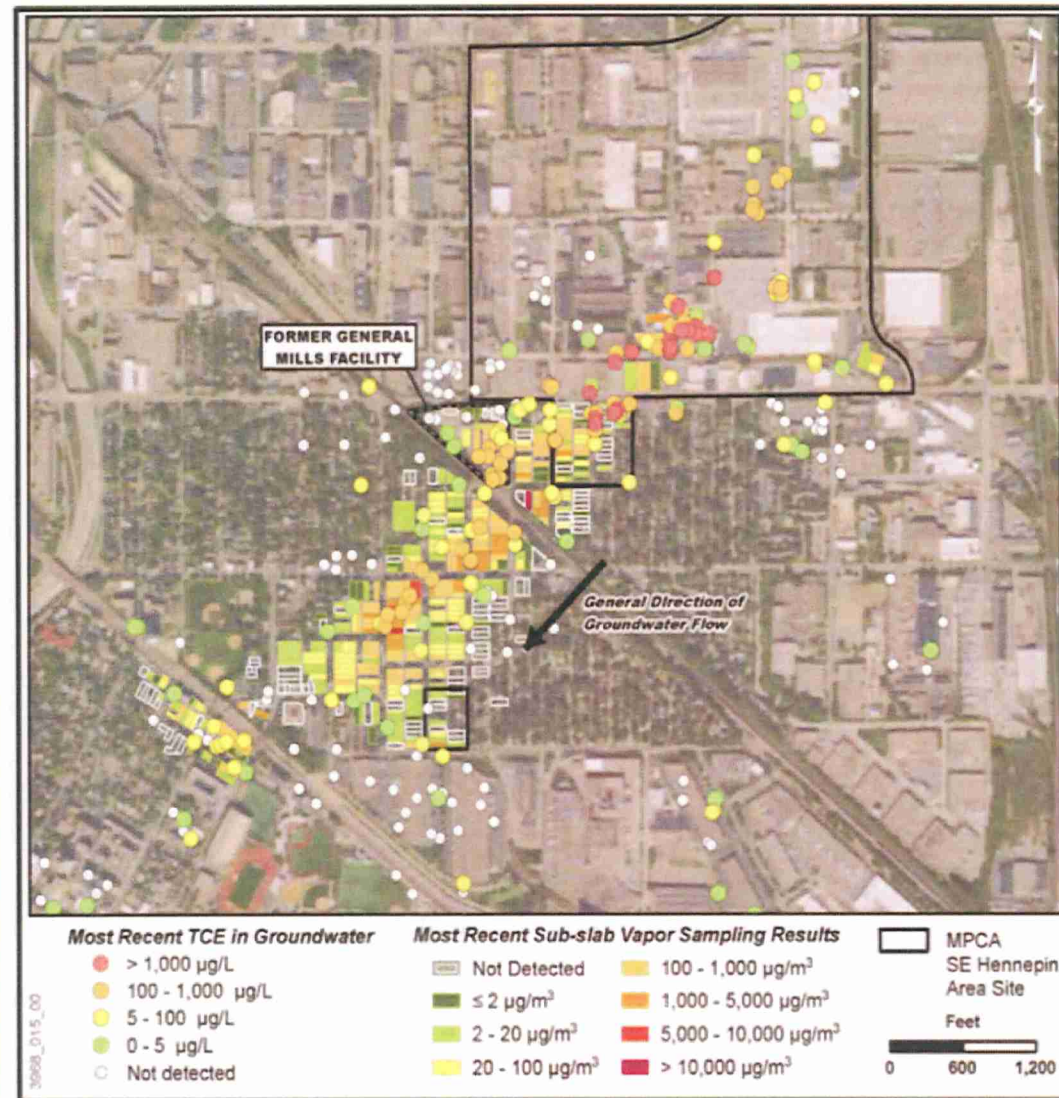 FORMER GENERAL
MILLS FACILITY
General Direction of
Groundwater Flow
Most Recent TCE in Groundwater
> 1,000 µg/L
100 - 1,000 µg/L
5 - 100 µg/L
0 - 5 µg/L
Not detected
Most Recent Sub-slab Vapor Sampling Results
Not Detected
≤ 2 µg/m³
2 - 20 µg/m³
20 - 100 µg/m³
100 - 1,000 µg/m³
1,000 - 5,000 µg/m³
5,000 - 10,000 µg/m³
> 10,000 µg/m³
MPCA
SE Hennepin
Area Site
Feet
0 600 1,200
3968_015_00